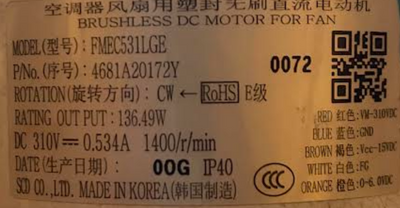 空调器风扇用塑封无刷直流电动机
BRUSHLESS DC MOTOR FOR FAN
MODEL(型号): FMEC531LGE
P/No.(序号): 4681A20172Y
0072
ROTATION(旋转方向): CW ← RoHS E级
RATING OUT PUT: 136.49W
DC 310V⎓ 0.534A 1400/r/min
DATE(生产日期): 00G IP40
SCD CO.,LTD. MADE IN KOREA(韩国制造)
CCC
RED 红色:VM-310VDC
BLUE 蓝色:GND
BROWN 褐色:Vcc-15VDC
WHITE 白色:FG
ORANGE 橙色:0-6.0VDC